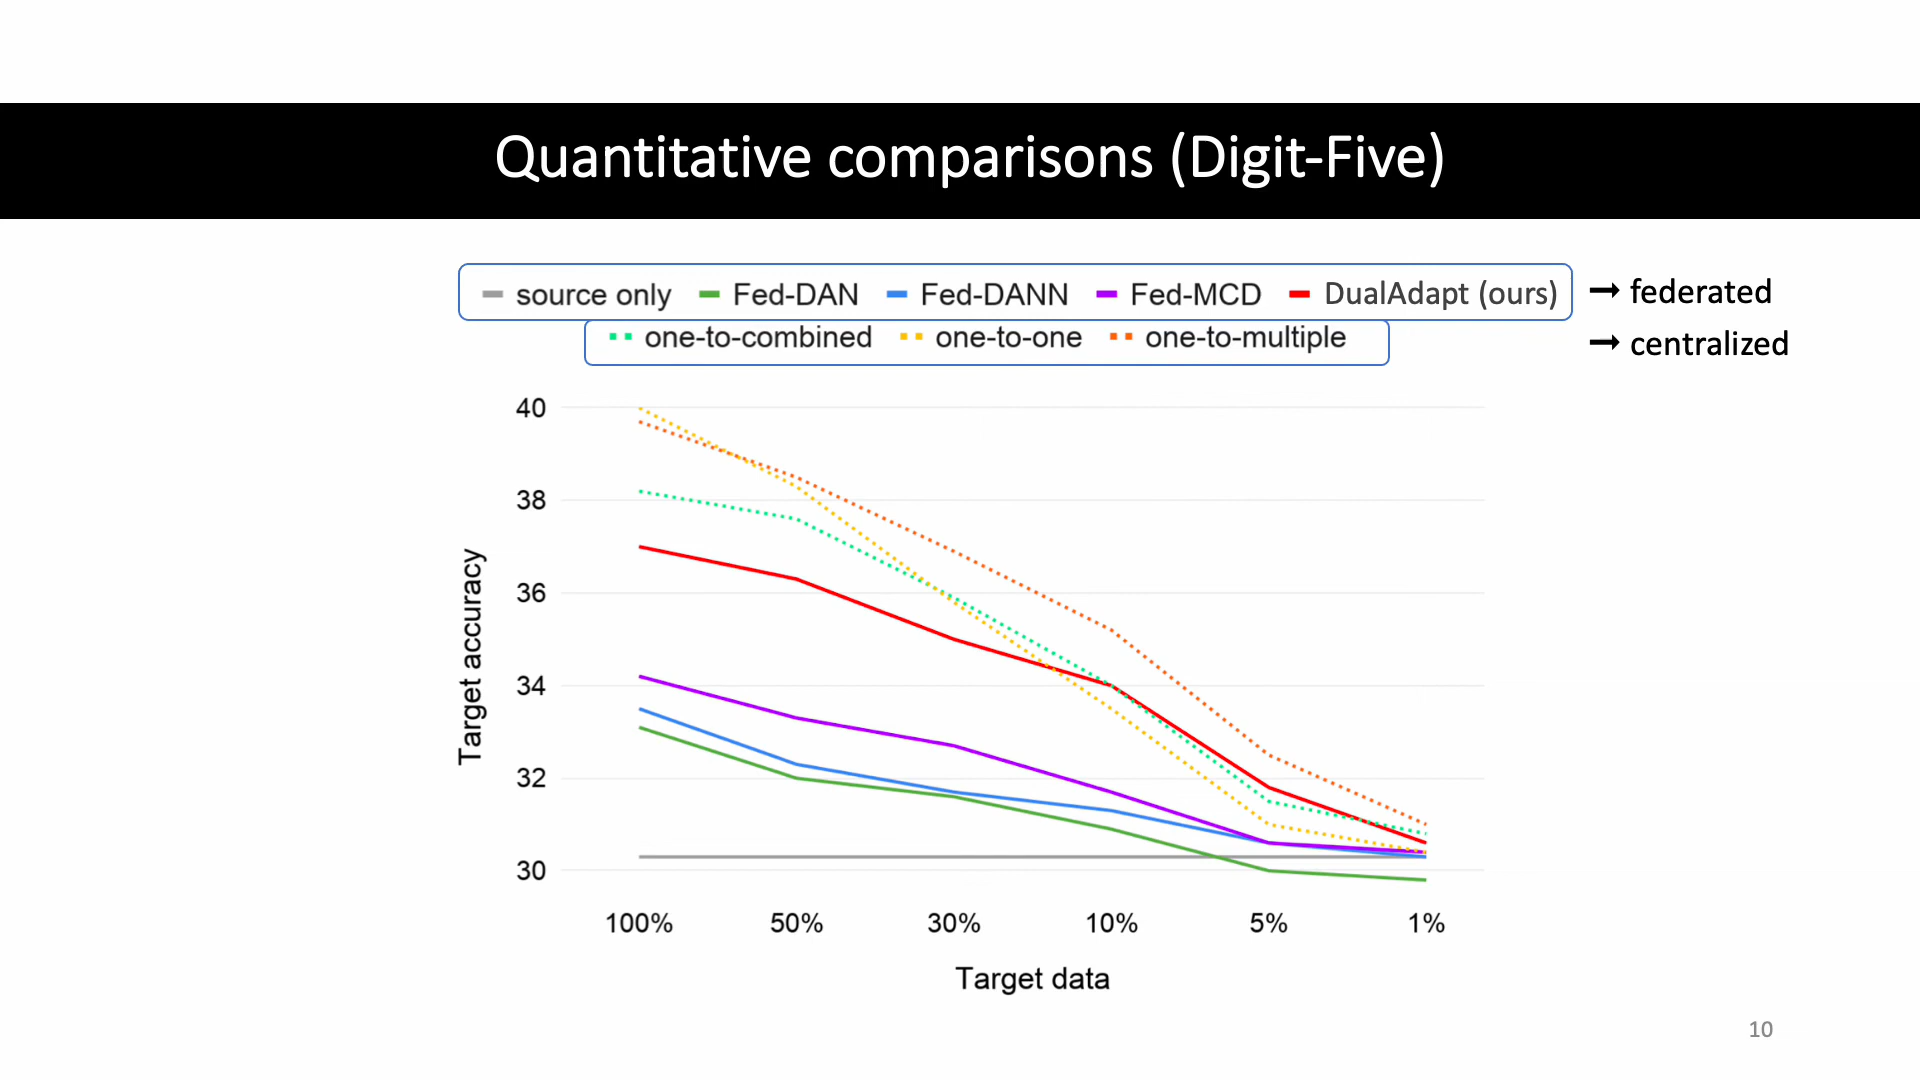 Quantitative comparisons (Digit-Five)
source only Fed-DAN Fed-DANN Fed-MCD DualAdapt (ours) → federated
one-to-combined one-to-one one-to-multiple → centralized
40
38
36
34
32
30
Target accuracy
100% 50% 30% 10% 5% 1%
Target data
10